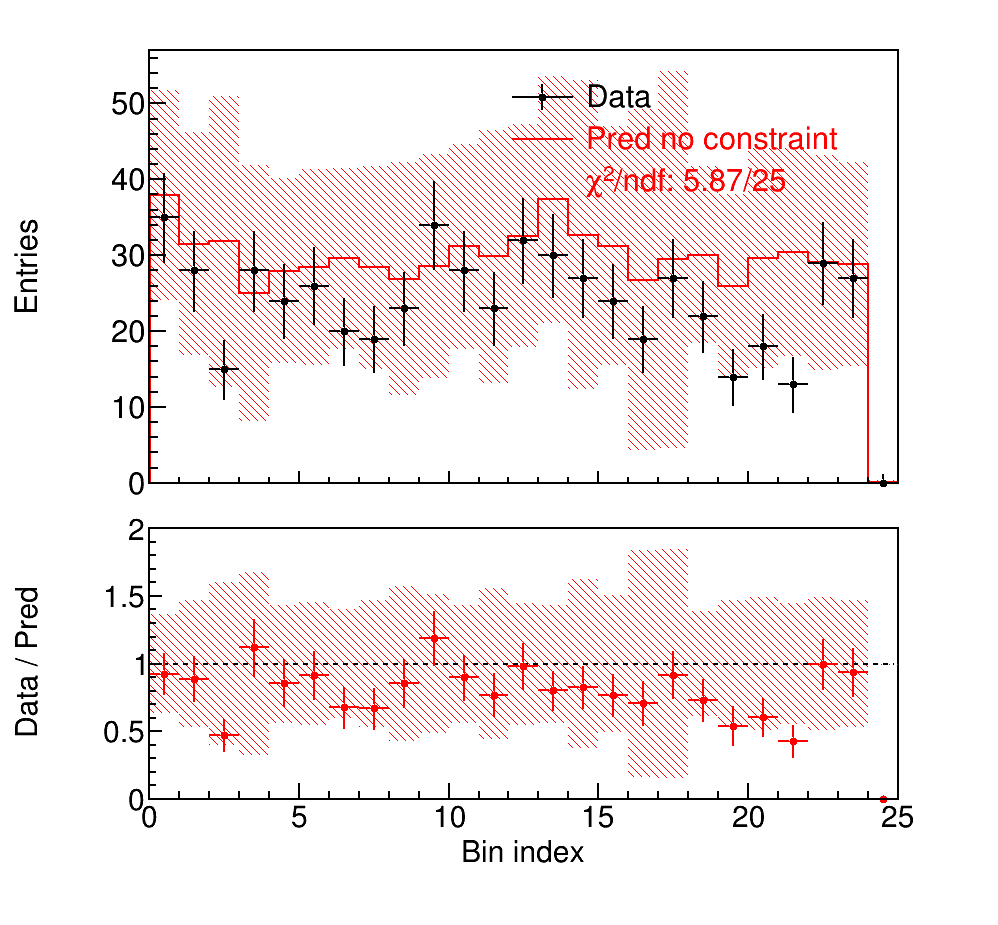 Entries
50
40
30
20
10
0
Data
Pred no constraint
χ²/ndf: 5.87/25
Data / Pred
2
1.5
1
0.5
0
0 5 10 15 20 25
Bin index